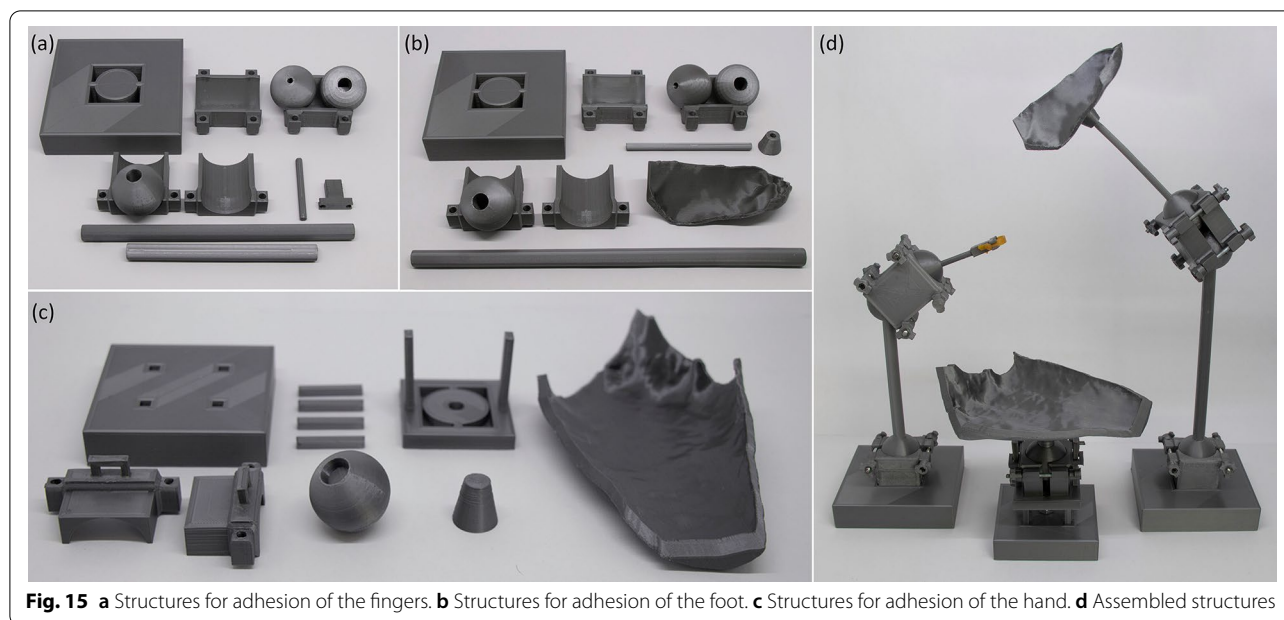 (a)
(b)
(c)
(d)
Fig. 15 a Structures for adhesion of the fingers. b Structures for adhesion of the foot. c Structures for adhesion of the hand. d Assembled structures